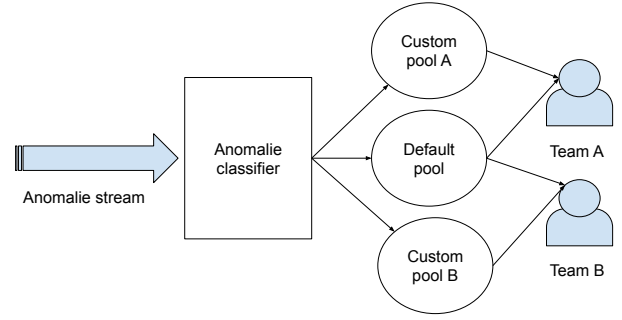 Anomalie stream
Anomalie
classifier
Custom
pool A
Default
pool
Custom
pool B
Team A
Team B